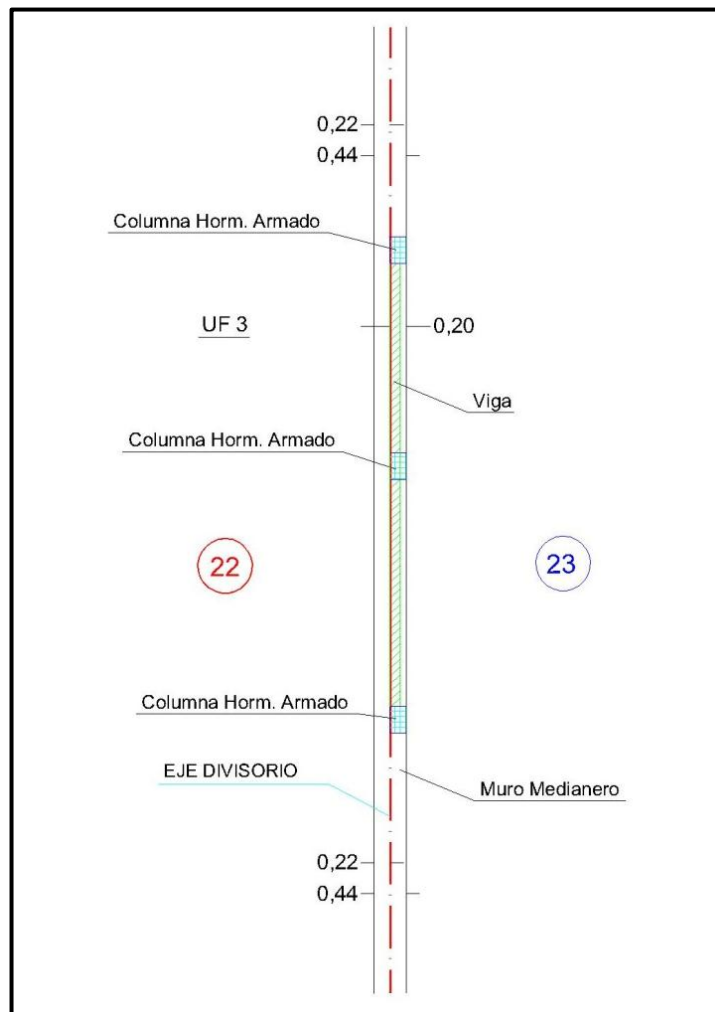 0,22
0,44
Columna Horm. Armado
UF 3
0,20
Viga
Columna Horm. Armado
22
23
Columna Horm. Armado
EJE DIVISORIO
Muro Medianero
0,22
0,44